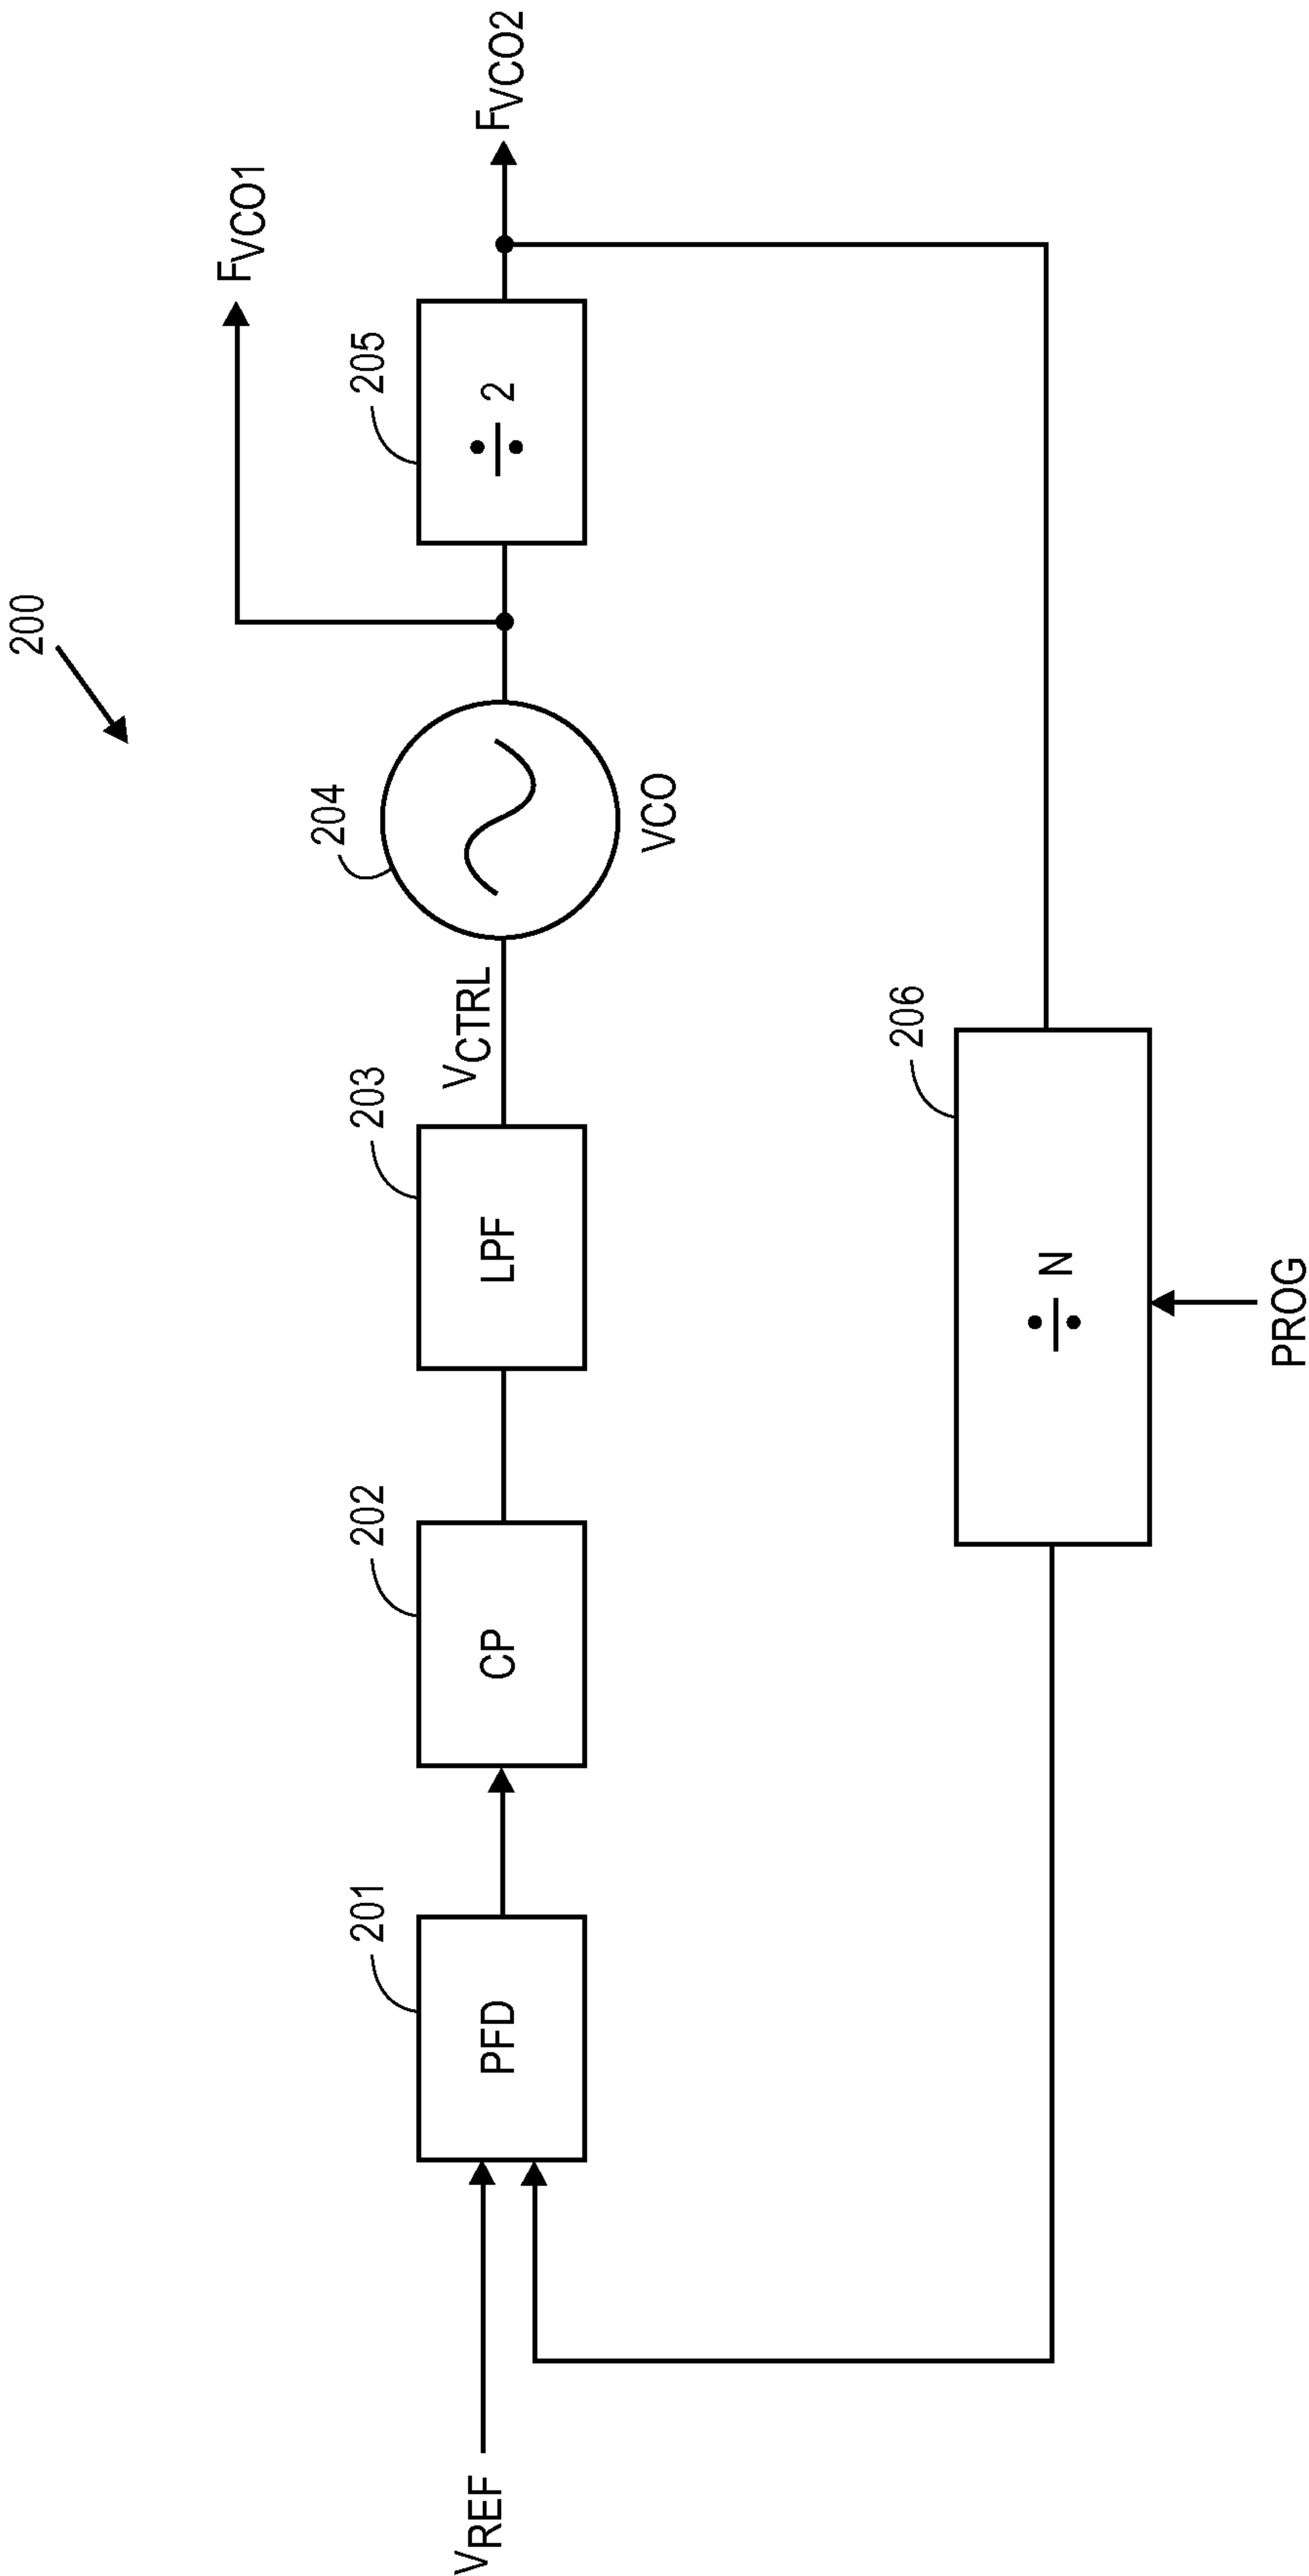 200
FVCO1
FVCO2
201
202
203
204
205
VREF
PFD
CP
LPF
VCTRL
VCO
÷ 2
206
÷ N
PROG